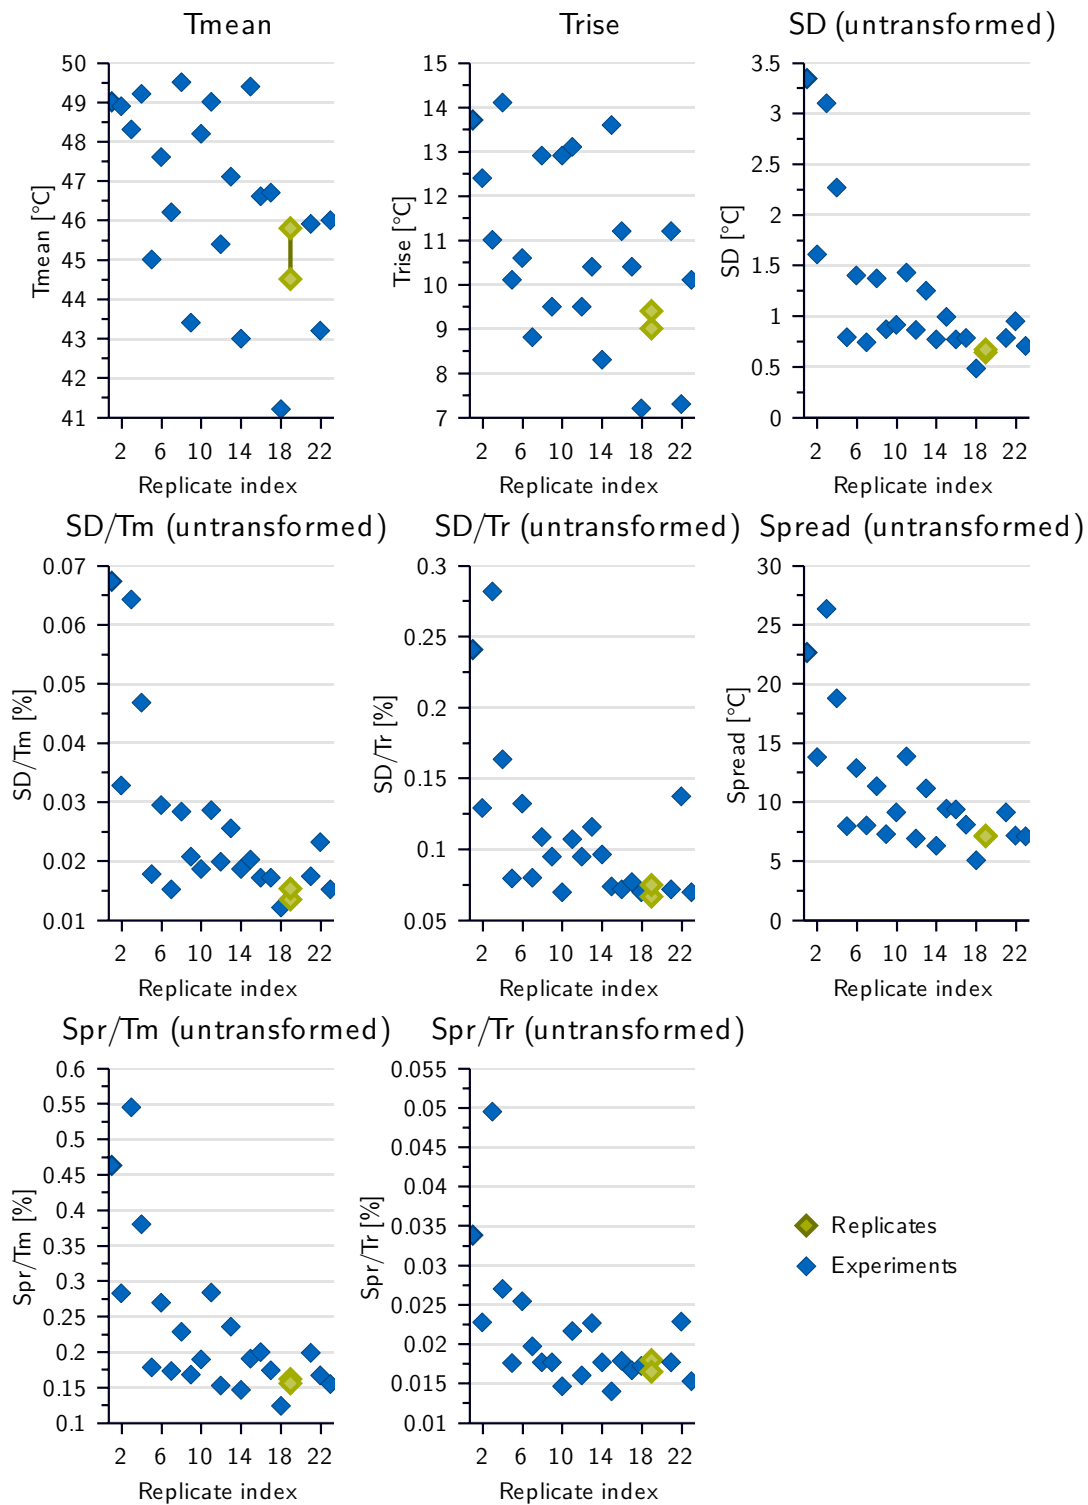 Tmean
Trise
SD (untransformed)
50
49
48
47
46
45
44
43
42
41
Tmean [°C]
2 6 10 14 18 22
Replicate index
15
14
13
12
11
10
9
8
7
Trise [°C]
2 6 10 14 18 22
Replicate index
3.5
3
2.5
2
1.5
1
0.5
0
SD [°C]
2 6 10 14 18 22
Replicate index
SD/Tm (untransformed)
SD/Tr (untransformed)
Spread (untransformed)
0.07
0.06
0.05
0.04
0.03
0.02
0.01
SD/Tm [%]
2 6 10 14 18 22
Replicate index
0.3
0.25
0.2
0.15
0.1
0.05
SD/Tr [%]
2 6 10 14 18 22
Replicate index
30
25
20
15
10
5
0
Spread [°C]
2 6 10 14 18 22
Replicate index
Spr/Tm (untransformed)
Spr/Tr (untransformed)
0.6
0.55
0.5
0.45
0.4
0.35
0.3
0.25
0.2
0.15
0.1
Spr/Tm [%]
2 6 10 14 18 22
Replicate index
0.055
0.05
0.045
0.04
0.035
0.03
0.025
0.02
0.015
0.01
Spr/Tr [%]
2 6 10 14 18 22
Replicate index
Replicates
Experiments